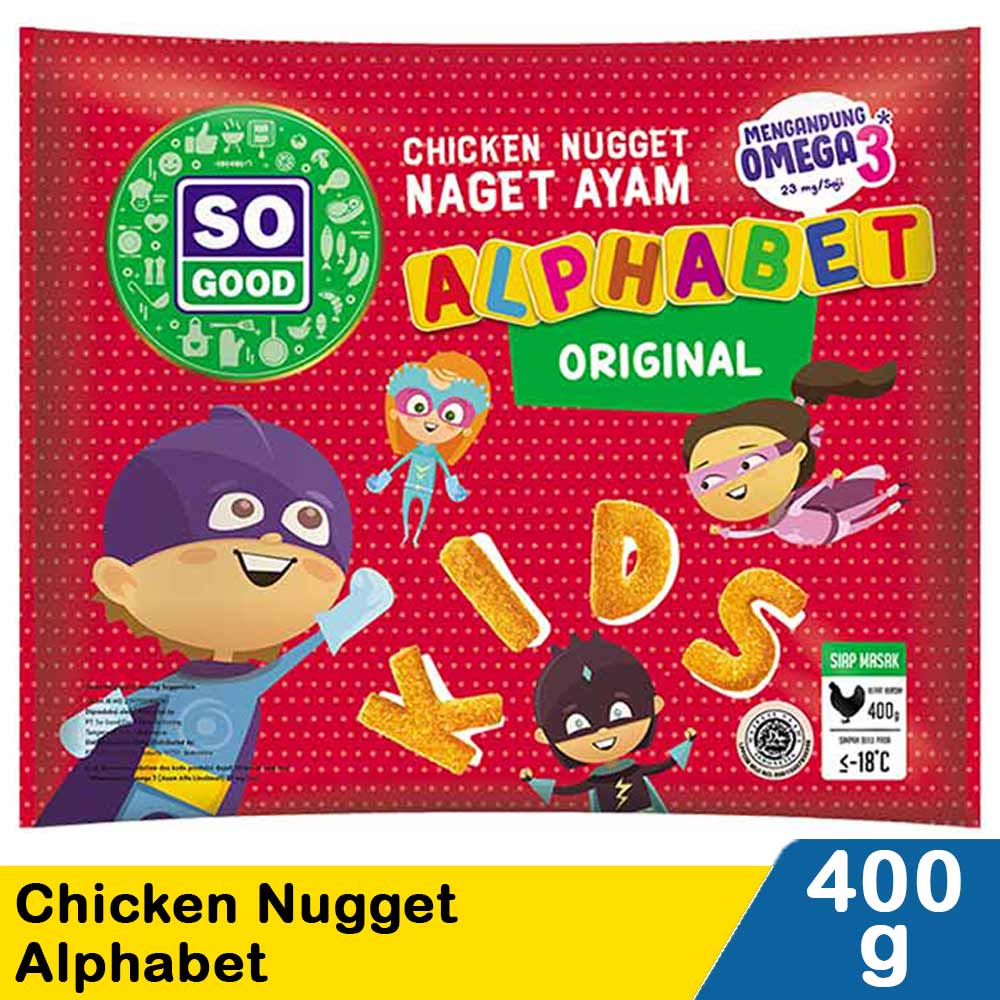 SO
GOOD
CHICKEN NUGGET
NAGET AYAM
MENGANDUNG
OMEGA 3*
23 mg/Saji
ALPHABET
ORIGINAL
KIDS
SIAP MASAK
400g
≤-18°C
Chicken Nugget
Alphabet
400
g